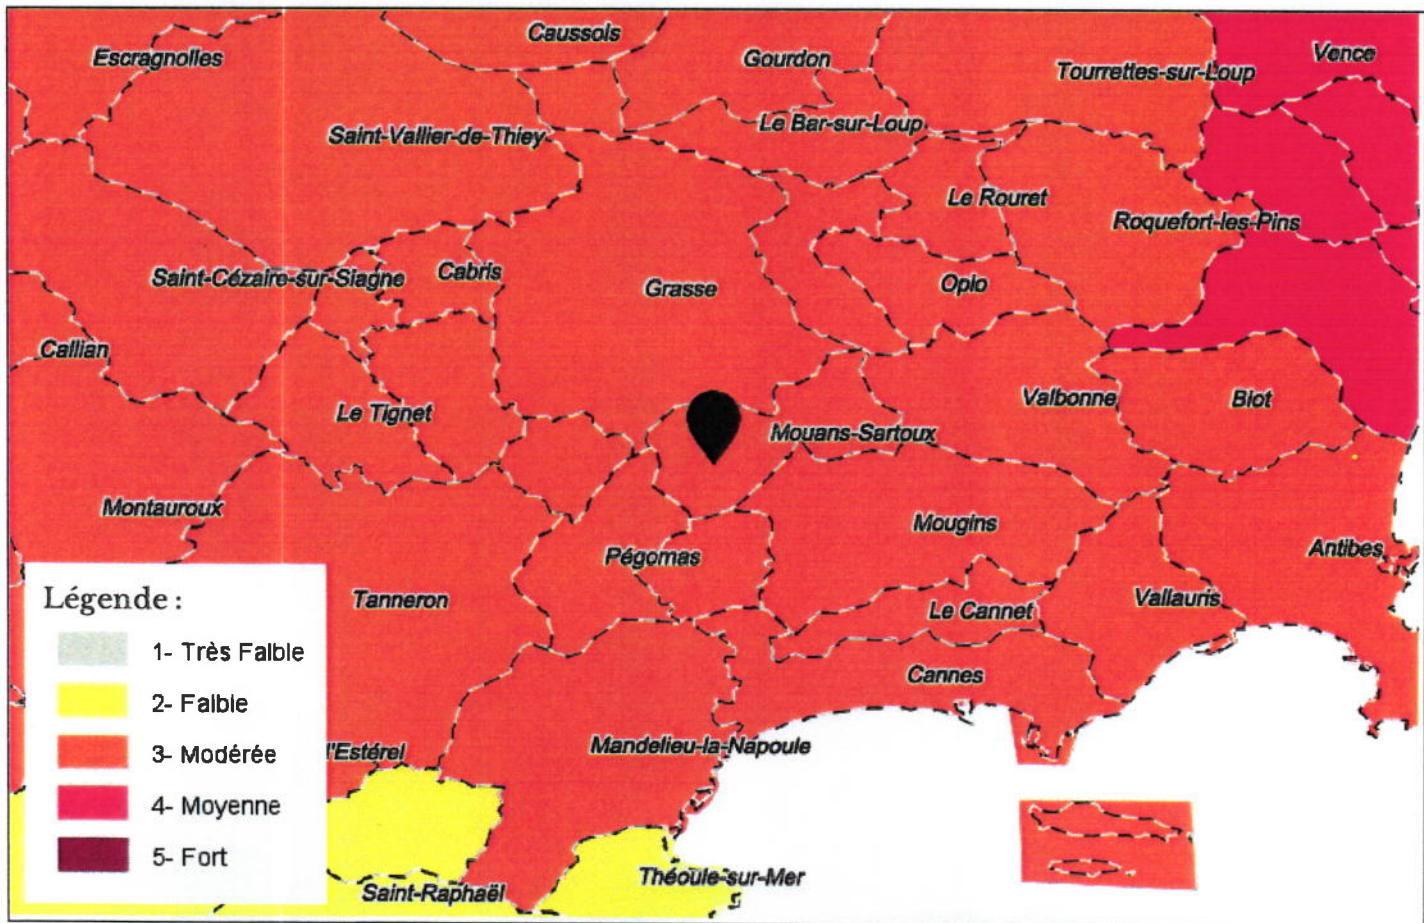 Caussols
Vence
Escragnolles
Gourdon
Tourrettes-sur-Loup
Le Bar-sur-Loup
Saint-Vallier-de-Thiey
Le Rouret
Roquefort-les-Pins
Saint-Cézaire-sur-Siagne
Cabris
Grasse
Opio
Callian
Le Tignet
Valbonne
Biot
Mouans-Sartoux
Montauroux
Mougins
Antibes
Pégomas
Tanneron
Le Cannet
Vallauris
Cannes
l'Estérel
Mandelieu-la-Napoule
Saint-Raphaël
Théoule-sur-Mer
Légende :
1- Très Faible
2- Faible
3- Modérée
4- Moyenne
5- Fort